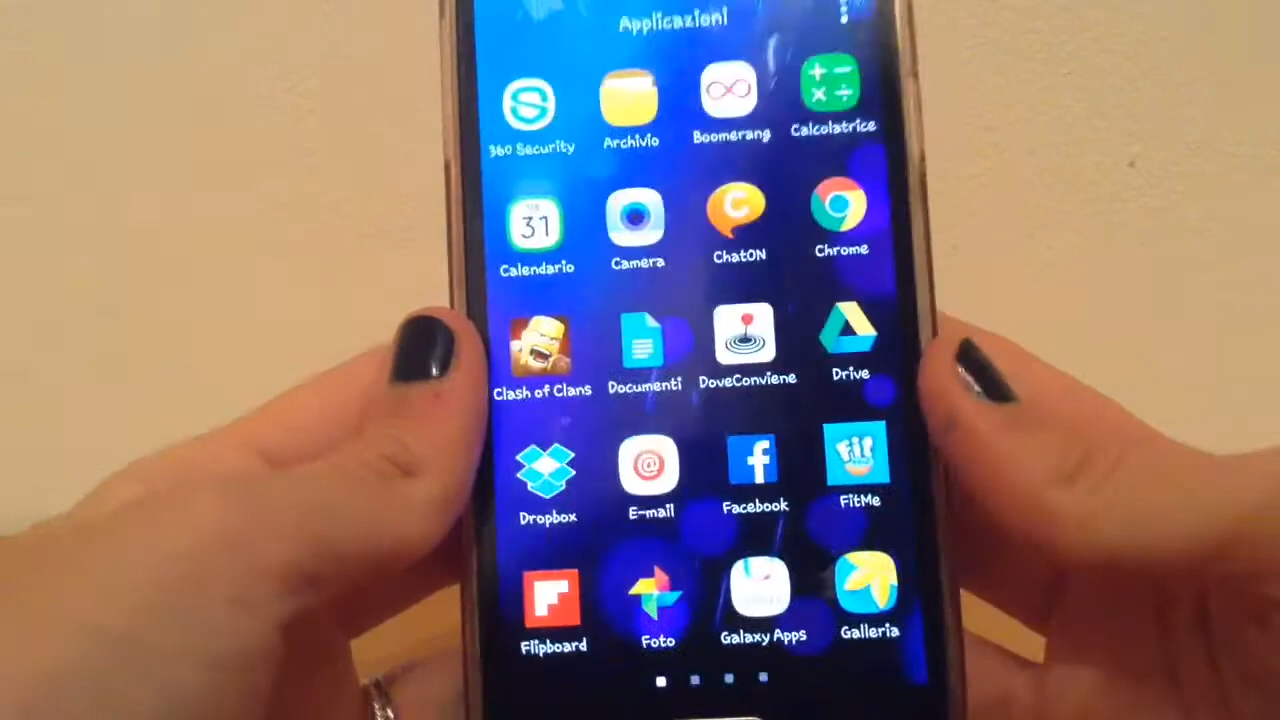 Applicazioni
360 Security Archivio Boomerang Calcolatrice
31
Calendario Camera ChatON Chrome
Clash of Clans Documenti DoveConviene Drive
Fit
Dropbox E-mail Facebook FitMe
Flipboard Foto Galaxy Apps Galleria